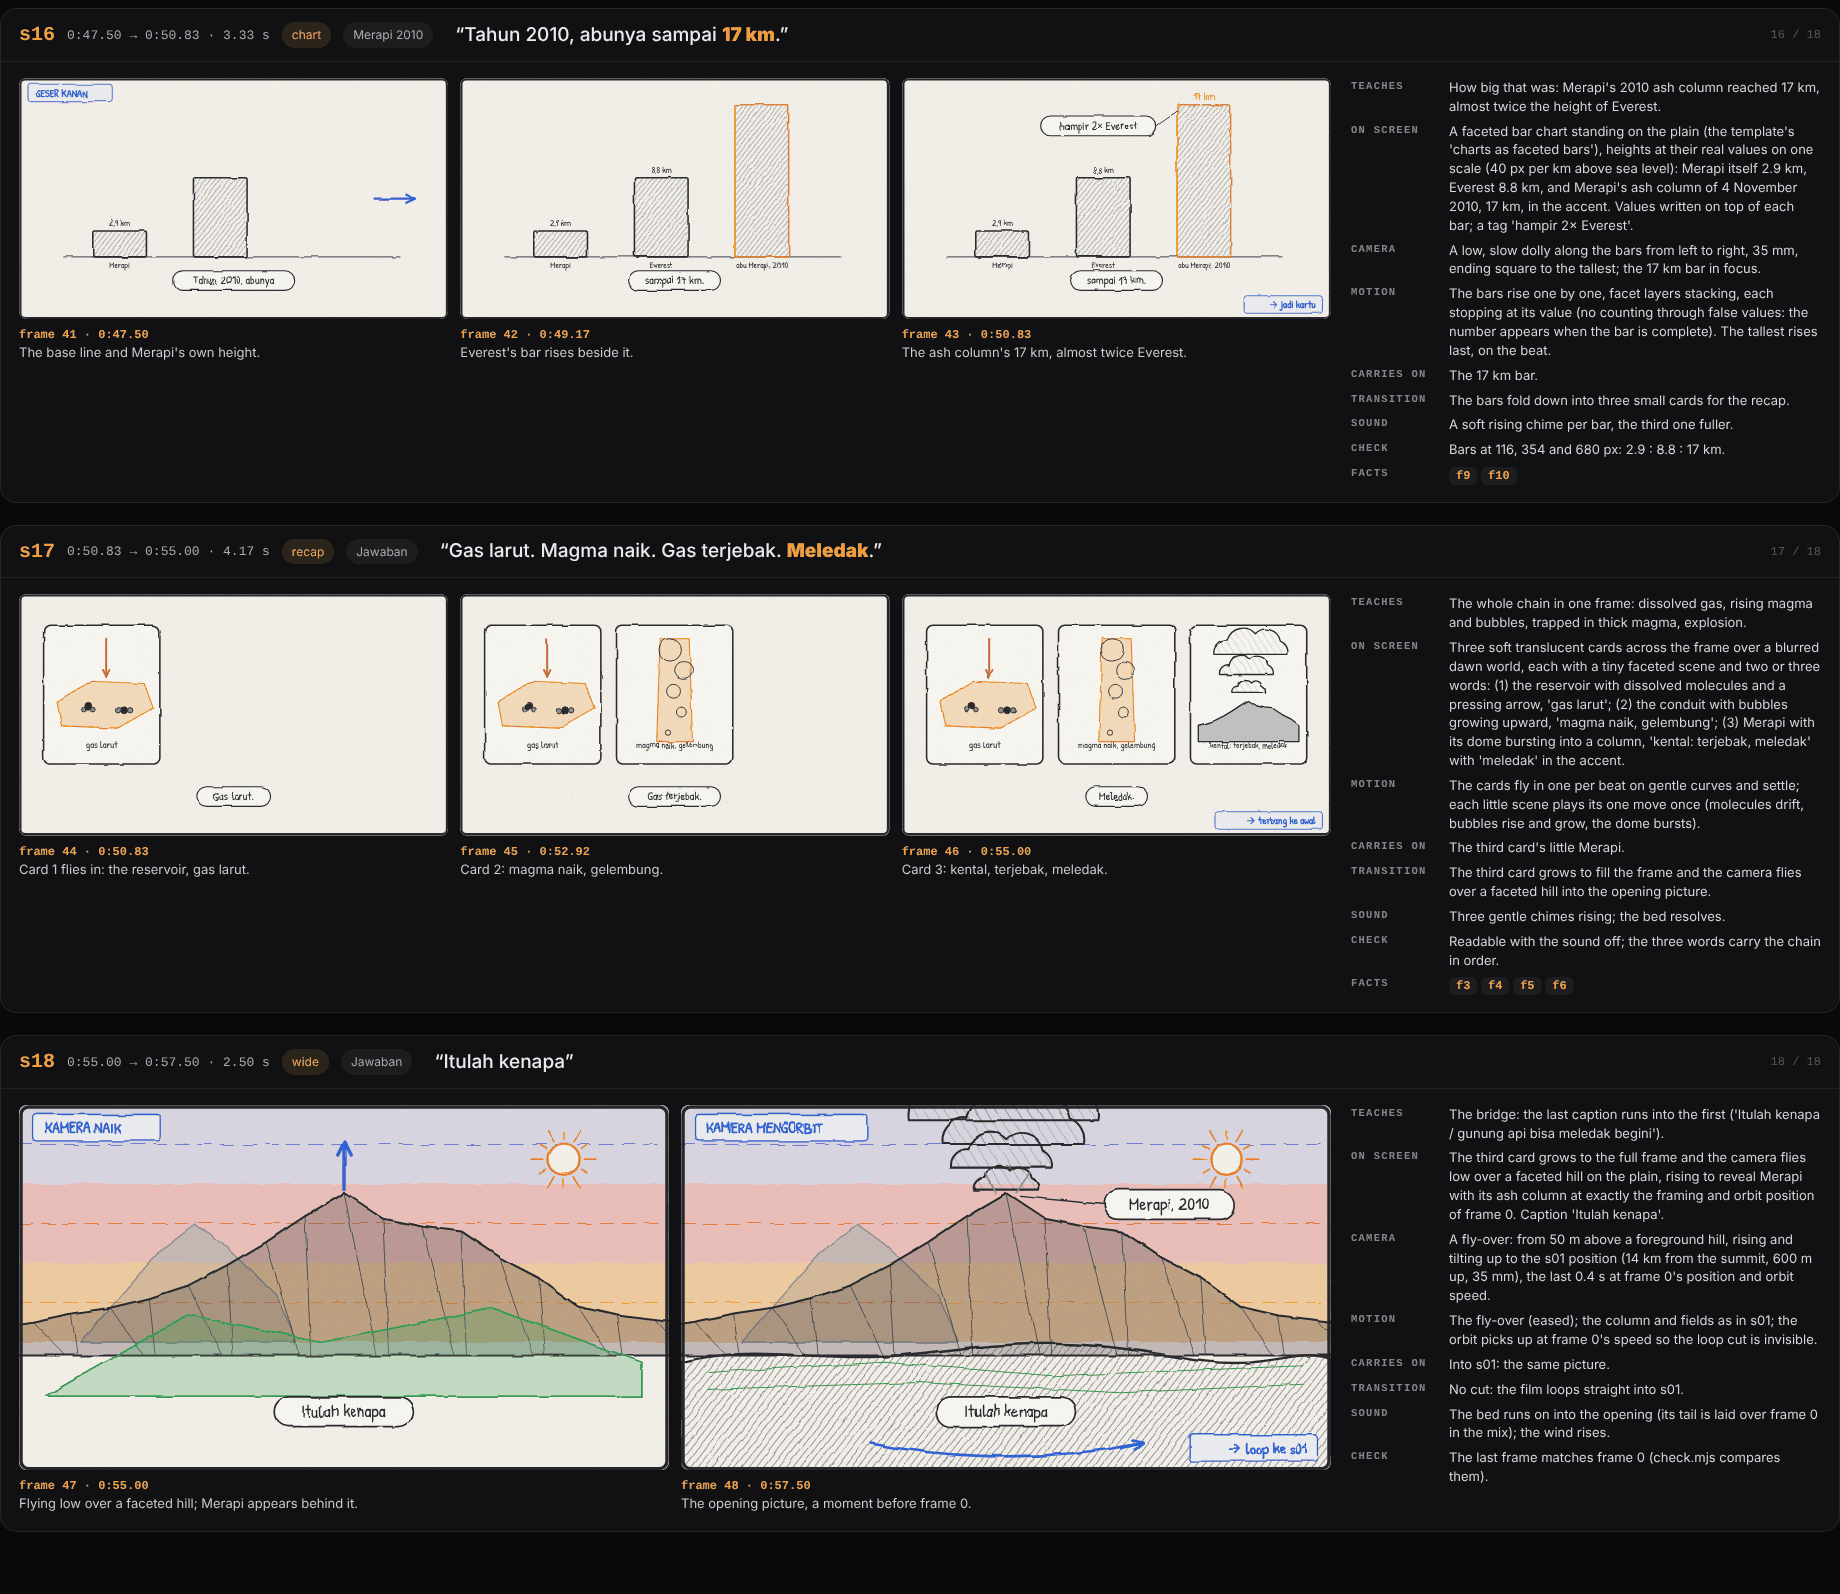 s16 0:47.50 → 0:50.83 · 3.33 s chart Merapi 2010 “Tahun 2010, abunya sampai 17 km.” 16 / 18
GESER KANAN
2,9 km
Merapi
Tahun 2010, abunya
frame 41 · 0:47.50
The base line and Merapi's own height.
8,8 km
2,9 km
Merapi
Everest
abu Merapi, 2010
sampai 17 km.
frame 42 · 0:49.17
Everest's bar rises beside it.
17 km
hampir 2× Everest
8,8 km
2,9 km
Merapi
Everest
abu Merapi, 2010
sampai 17 km.
→ jadi kartu
frame 43 · 0:50.83
The ash column's 17 km, almost twice Everest.
TEACHES
How big that was: Merapi's 2010 ash column reached 17 km,
almost twice the height of Everest.
ON SCREEN
A faceted bar chart standing on the plain (the template's
'charts as faceted bars'), heights at their real values on one
scale (40 px per km above sea level): Merapi itself 2.9 km,
Everest 8.8 km, and Merapi's ash column of 4 November
2010, 17 km, in the accent. Values written on top of each
bar; a tag 'hampir 2× Everest'.
CAMERA
A low, slow dolly along the bars from left to right, 35 mm,
ending square to the tallest; the 17 km bar in focus.
MOTION
The bars rise one by one, facet layers stacking, each
stopping at its value (no counting through false values: the
number appears when the bar is complete). The tallest rises
last, on the beat.
CARRIES ON
The 17 km bar.
TRANSITION
The bars fold down into three small cards for the recap.
SOUND
A soft rising chime per bar, the third one fuller.
CHECK
Bars at 116, 354 and 680 px: 2.9 : 8.8 : 17 km.
FACTS
f9 f10
s17 0:50.83 → 0:55.00 · 4.17 s recap Jawaban “Gas larut. Magma naik. Gas terjebak. Meledak.” 17 / 18
gas larut
Gas larut.
frame 44 · 0:50.83
Card 1 flies in: the reservoir, gas larut.
gas larut
magma naik, gelembung
Gas terjebak.
frame 45 · 0:52.92
Card 2: magma naik, gelembung.
gas larut
magma naik, gelembung
kental: terjebak, meledak
Meledak.
→ terbang ke awal
frame 46 · 0:55.00
Card 3: kental, terjebak, meledak.
TEACHES
The whole chain in one frame: dissolved gas, rising magma
and bubbles, trapped in thick magma, explosion.
ON SCREEN
Three soft translucent cards across the frame over a blurred
dawn world, each with a tiny faceted scene and two or three
words: (1) the reservoir with dissolved molecules and a
pressing arrow, 'gas larut'; (2) the conduit with bubbles
growing upward, 'magma naik, gelembung'; (3) Merapi with
its dome bursting into a column, 'kental: terjebak, meledak'
with 'meledak' in the accent.
MOTION
The cards fly in one per beat on gentle curves and settle;
each little scene plays its one move once (molecules drift,
bubbles rise and grow, the dome bursts).
CARRIES ON
The third card's little Merapi.
TRANSITION
The third card grows to fill the frame and the camera flies
over a faceted hill into the opening picture.
SOUND
Three gentle chimes rising; the bed resolves.
CHECK
Readable with the sound off; the three words carry the chain
in order.
FACTS
f3 f4 f5 f6
s18 0:55.00 → 0:57.50 · 2.50 s wide Jawaban “Itulah kenapa” 18 / 18
KAMERA NAIK
Itulah kenapa
frame 47 · 0:55.00
Flying low over a faceted hill; Merapi appears behind it.
KAMERA MENGORBIT
Merapi, 2010
Itulah kenapa
→ loop ke s01
frame 48 · 0:57.50
The opening picture, a moment before frame 0.
TEACHES
The bridge: the last caption runs into the first ('Itulah kenapa
/ gunung api bisa meledak begini').
ON SCREEN
The third card grows to the full frame and the camera flies
low over a faceted hill on the plain, rising to reveal Merapi
with its ash column at exactly the framing and orbit position
of frame 0. Caption 'Itulah kenapa'.
CAMERA
A fly-over: from 50 m above a foreground hill, rising and
tilting up to the s01 position (14 km from the summit, 600 m
up, 35 mm), the last 0.4 s at frame 0's position and orbit
speed.
MOTION
The fly-over (eased); the column and fields as in s01; the
orbit picks up at frame 0's speed so the loop cut is invisible.
CARRIES ON
Into s01: the same picture.
TRANSITION
No cut: the film loops straight into s01.
SOUND
The bed runs on into the opening (its tail is laid over frame 0
in the mix); the wind rises.
CHECK
The last frame matches frame 0 (check.mjs compares
them).